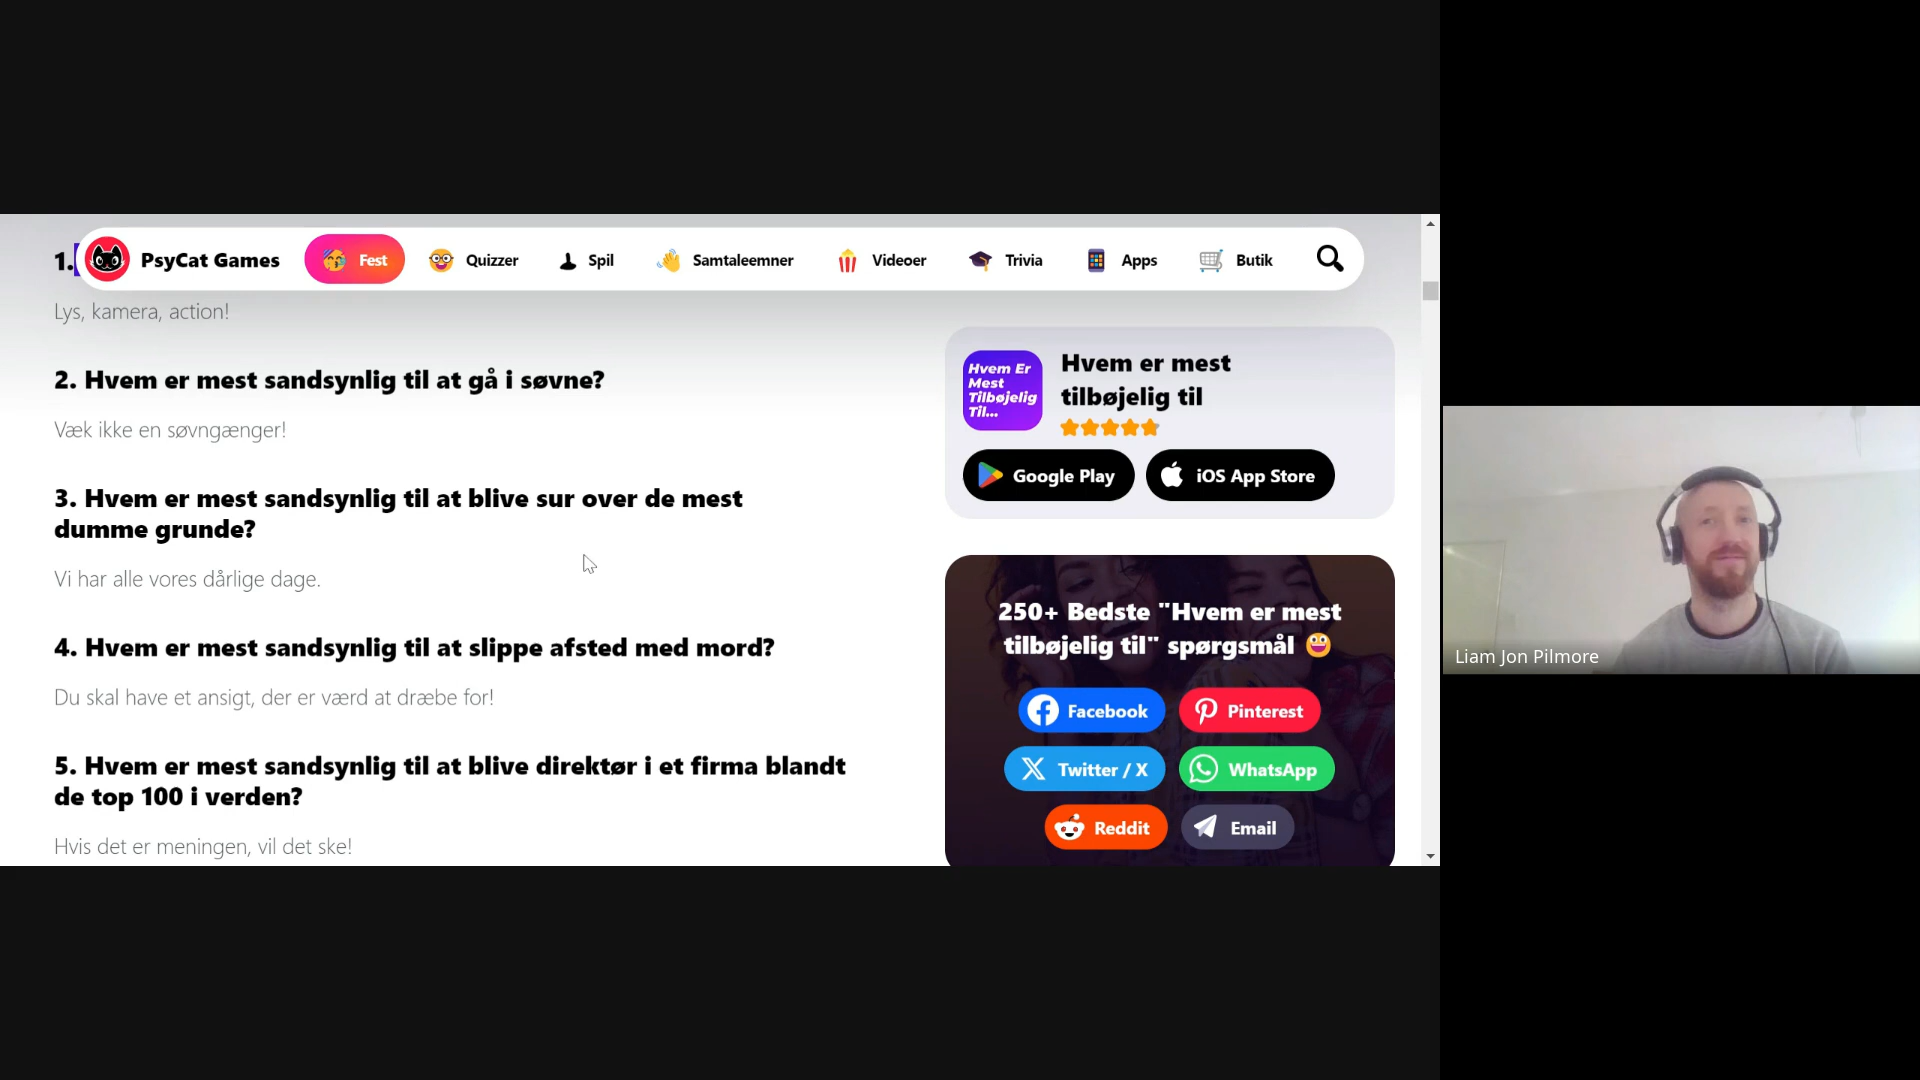 1.
PsyCat Games
Fest
Quizzer
Spil
Samtaleemner
Videoer
Trivia
Apps
Butik
Lys, kamera, action!
2. Hvem er mest sandsynlig til at gå i søvne?
Væk ikke en søvngænger!
3. Hvem er mest sandsynlig til at blive sur over de mest
dumme grunde?
Vi har alle vores dårlige dage.
4. Hvem er mest sandsynlig til at slippe afsted med mord?
Du skal have et ansigt, der er værd at dræbe for!
5. Hvem er mest sandsynlig til at blive direktør i et firma blandt
de top 100 i verden?
Hvis det er meningen, vil det ske!
Hvem Er
Mest
Tilbøjelig
Til...
Hvem er mest
tilbøjelig til
Google Play
iOS App Store
250+ Bedste "Hvem er mest
tilbøjelig til" spørgsmål
Facebook
Pinterest
Twitter / X
WhatsApp
Reddit
Email
Liam Jon Pilmore